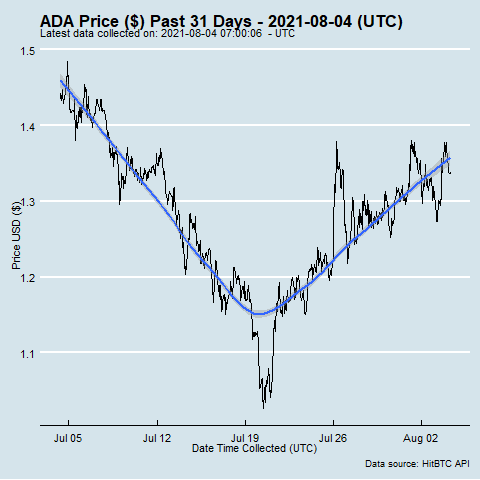 ADA Price ($) Past 31 Days - 2021-08-04 (UTC)
Latest data collected on: 2021-08-04 07:00:06  - UTC
1.5
1.4
1.3
1.2
1.1
Price USD ($)
Jul 05
Jul 12
Jul 19
Jul 26
Aug 02
Date Time Collected (UTC)
Data source: HitBTC API